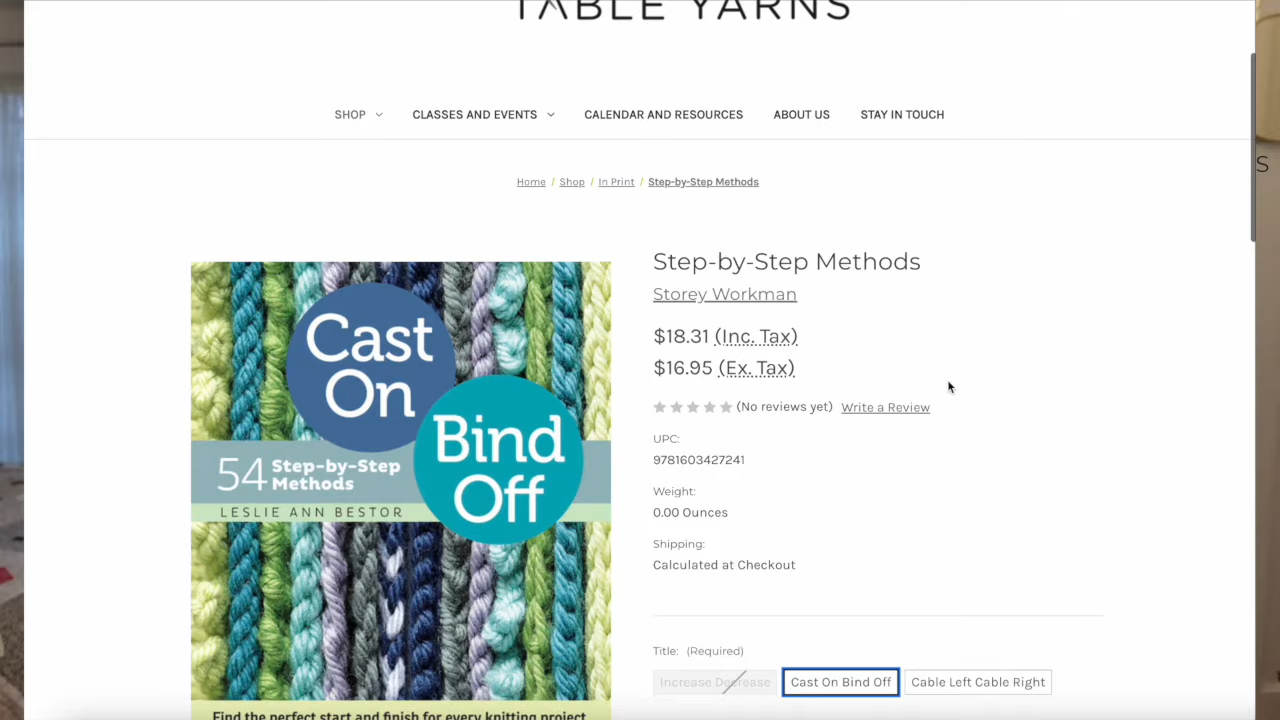 TABLE YARNS
SHOP
CLASSES AND EVENTS
CALENDAR AND RESOURCES
ABOUT US
STAY IN TOUCH
S
Home / Shop / In Print / Step-by-Step Methods
Cast
On
Bind
Off
54 Step-by-Step
Methods
LESLIE ANN BESTOR
Find the perfect start and finish for every knitting project
Step-by-Step Methods
Storey Workman
$18.31 (Inc. Tax)
$16.95 (Ex. Tax)
(No reviews yet) Write a Review
UPC:
9781603427241
Weight:
0.00 Ounces
Shipping:
Calculated at Checkout
Title: (Required)
Increase Decrease
Cast On Bind Off
Cable Left Cable Right